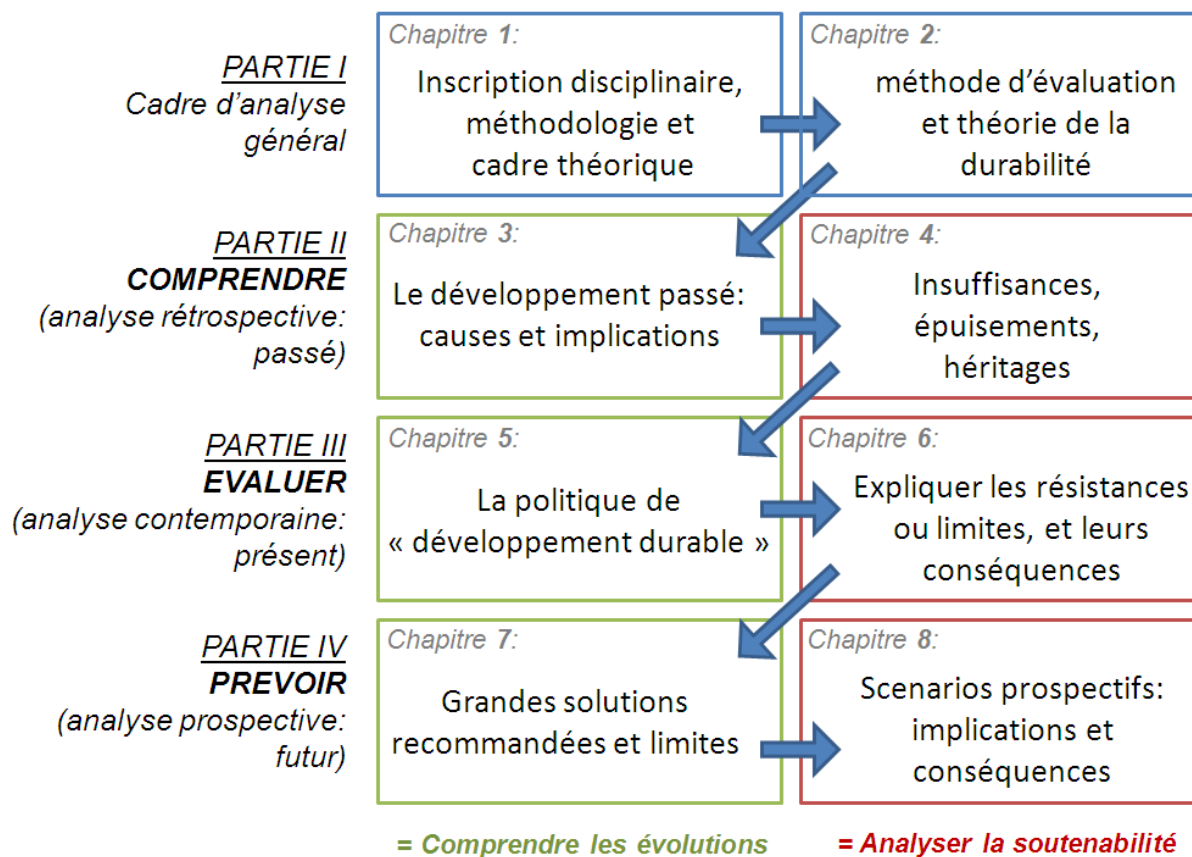 PARTIE I
Cadre d'analyse
général
Chapitre 1:
Inscription disciplinaire,
méthodologie et
cadre théorique
Chapitre 2:
méthode d'évaluation
et théorie de la
durabilité
PARTIE II
COMPRENDRE
(analyse rétrospective:
passé)
Chapitre 3:
Le développement passé:
causes et implications
Chapitre 4:
Insuffisances,
épuisements,
héritages
PARTIE III
EVALUER
(analyse contemporaine:
présent)
Chapitre 5:
La politique de
« développement durable »
Chapitre 6:
Expliquer les résistances
ou limites, et leurs
conséquences
PARTIE IV
PREVOIR
(analyse prospective:
futur)
Chapitre 7:
Grandes solutions
recommandées et limites
Chapitre 8:
Scenarios prospectifs:
implications et
conséquences
= Comprendre les évolutions
= Analyser la soutenabilité